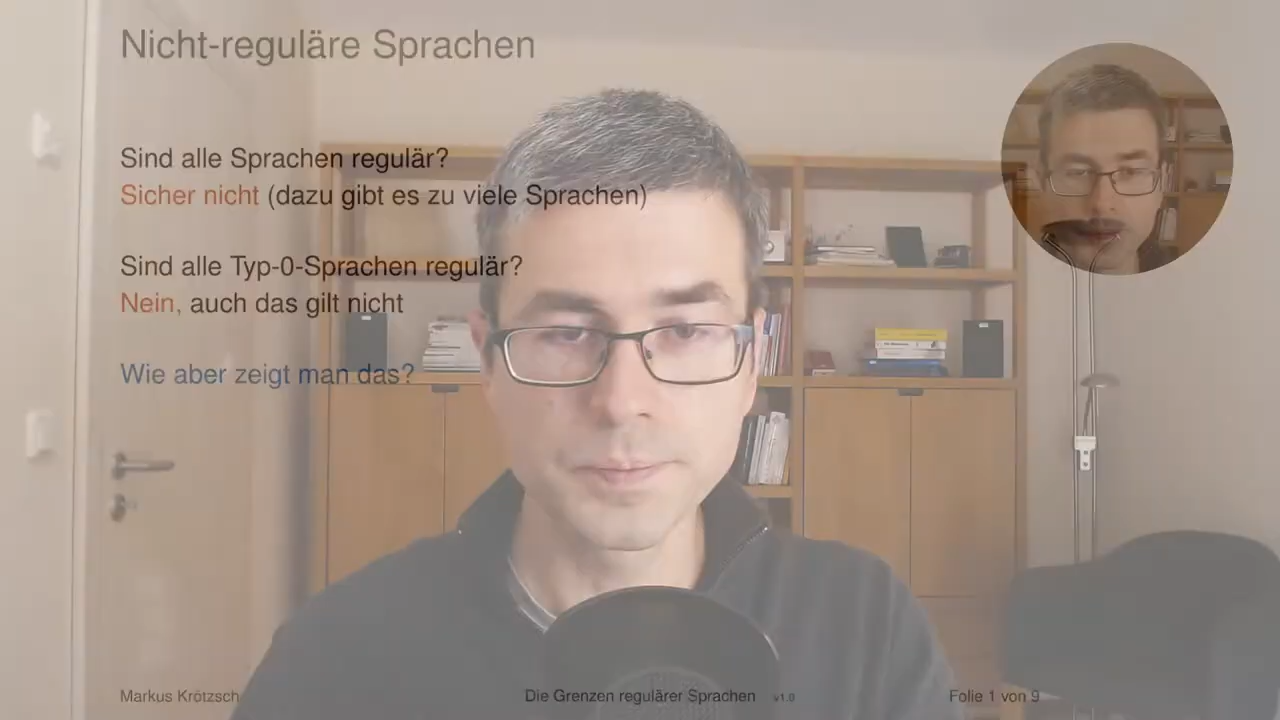 Nicht-reguläre Sprachen
Sind alle Sprachen regulär?
Sicher nicht (dazu gibt es zu viele Sprachen)
Sind alle Typ-0-Sprachen regulär?
Nein, auch das gilt nicht
Wie aber zeigt man das?
Markus Krötzsch
Die Grenzen regulärer Sprachen
v1.0
Folie 1 von 9